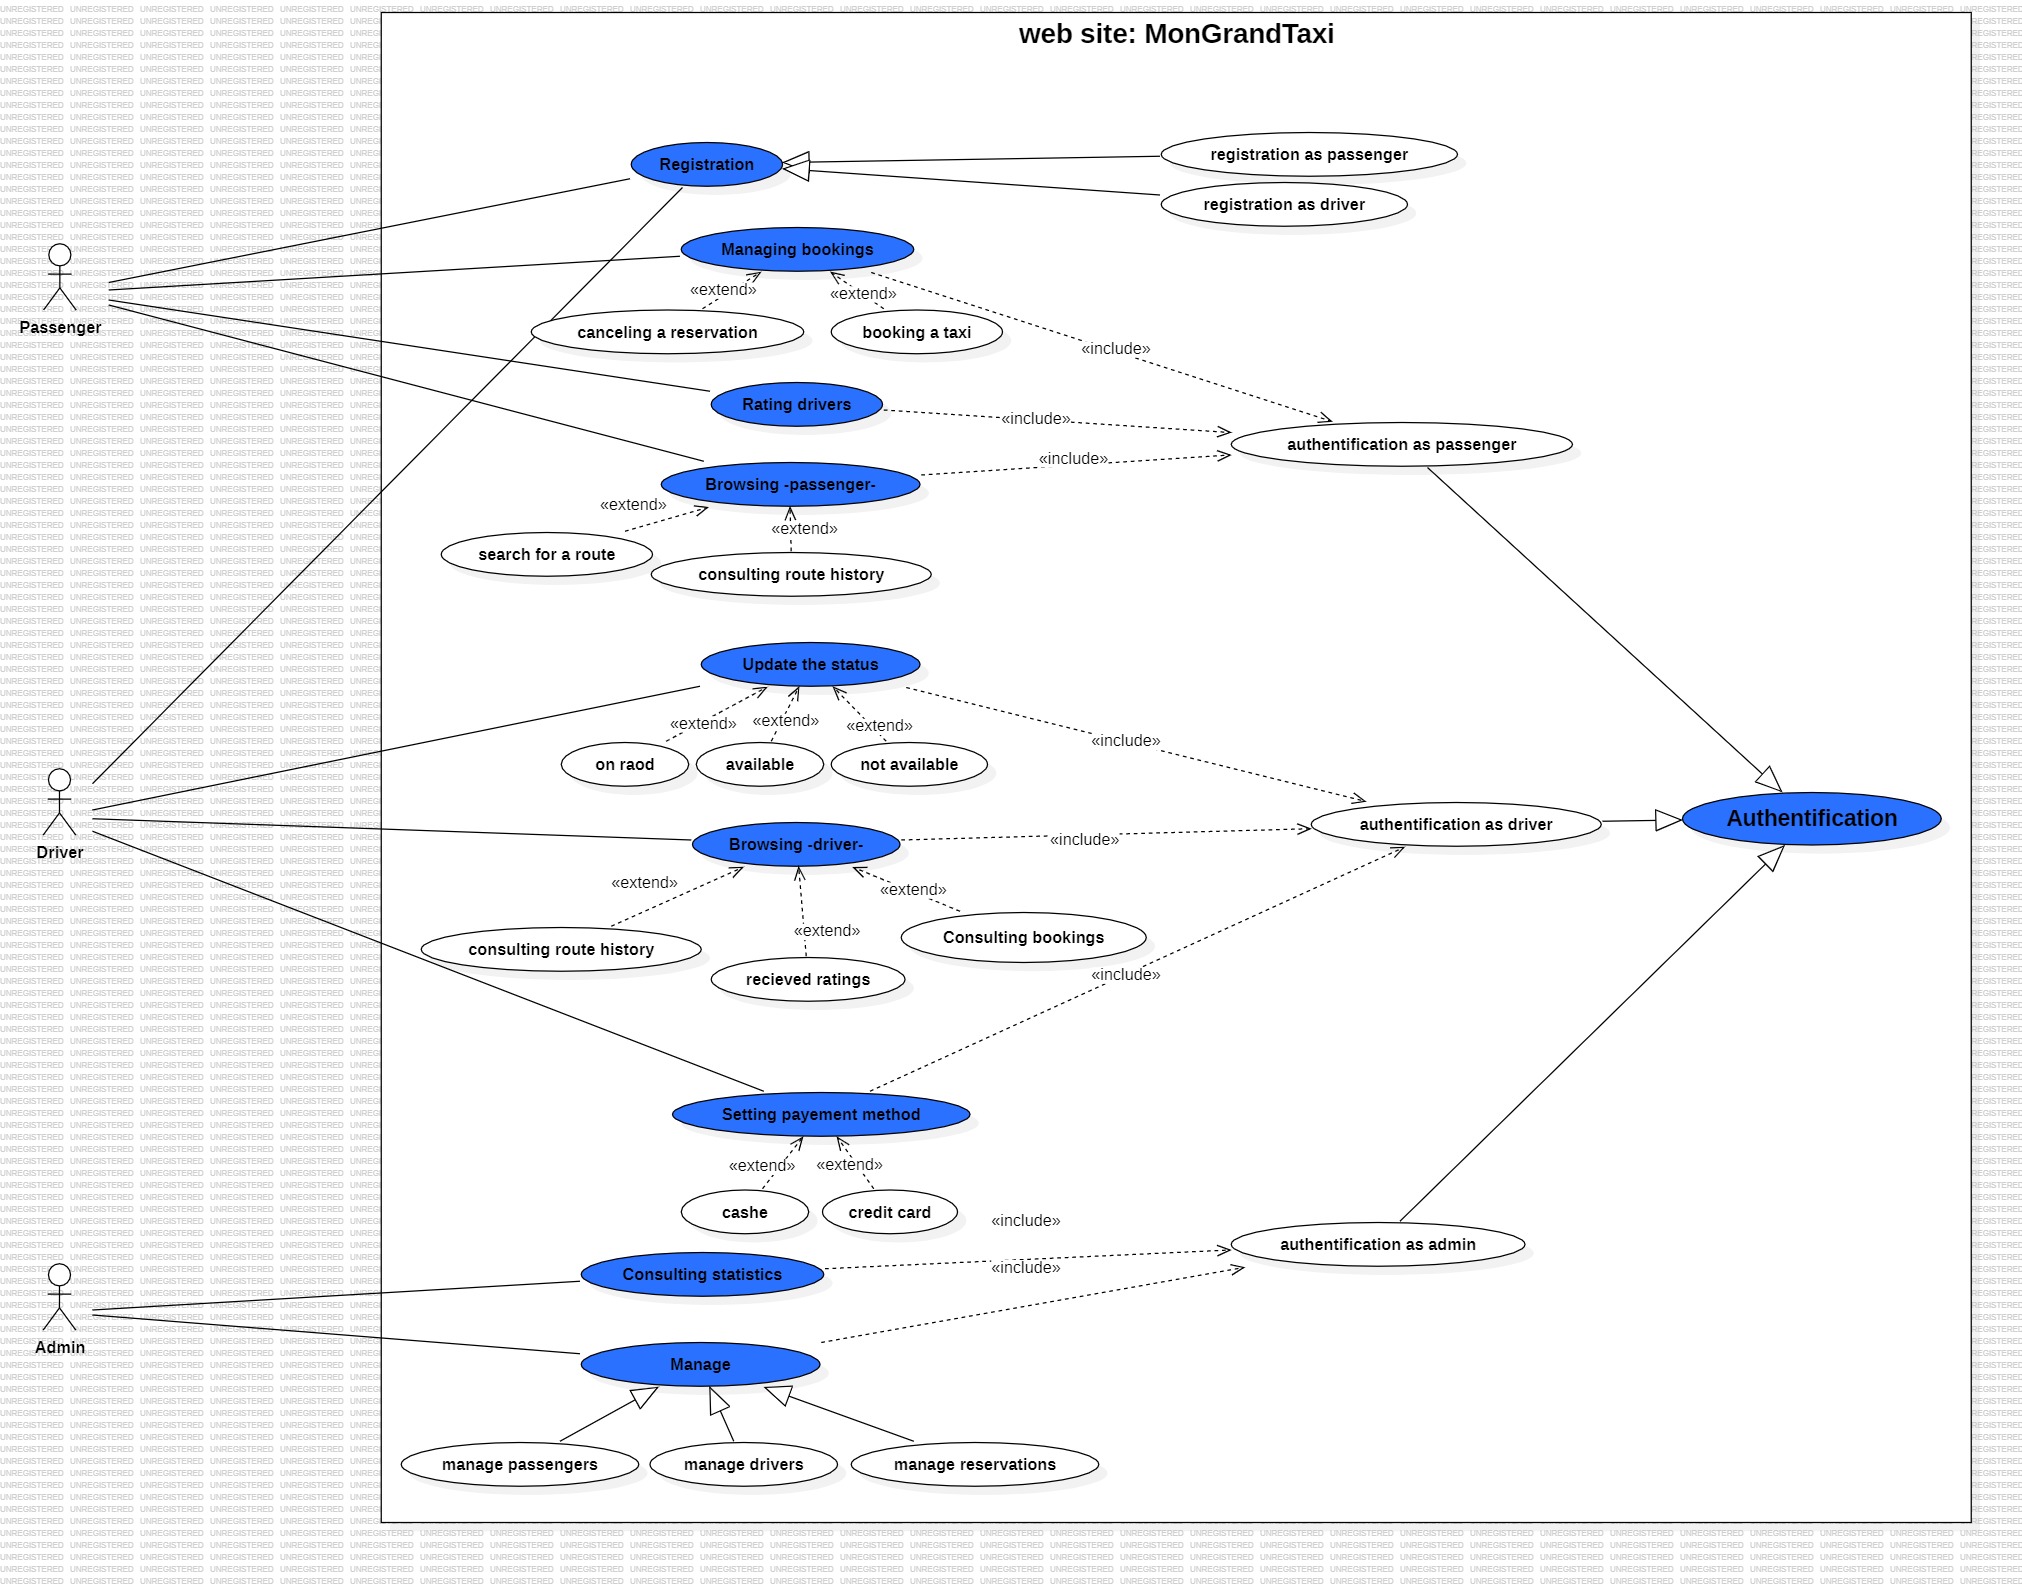 web site: MonGrandTaxi
Registration
registration as passenger
registration as driver
Managing bookings
«extend»
«extend»
canceling a reservation
booking a taxi
«include»
Passenger
Rating drivers
«include»
authentification as passenger
«include»
Browsing -passenger-
«extend»
«extend»
search for a route
consulting route history
Update the status
«extend»
«extend»
«extend»
«include»
on raod
available
not available
Driver
Browsing -driver-
«include»
authentification as driver
Authentification
«extend»
«extend»
«extend»
consulting route history
recieved ratings
Consulting bookings
«include»
Setting payement method
«extend»
«extend»
cashe
credit card
«include»
Consulting statistics
«include»
authentification as admin
Admin
Manage
manage passengers
manage drivers
manage reservations
UNREGISTERED